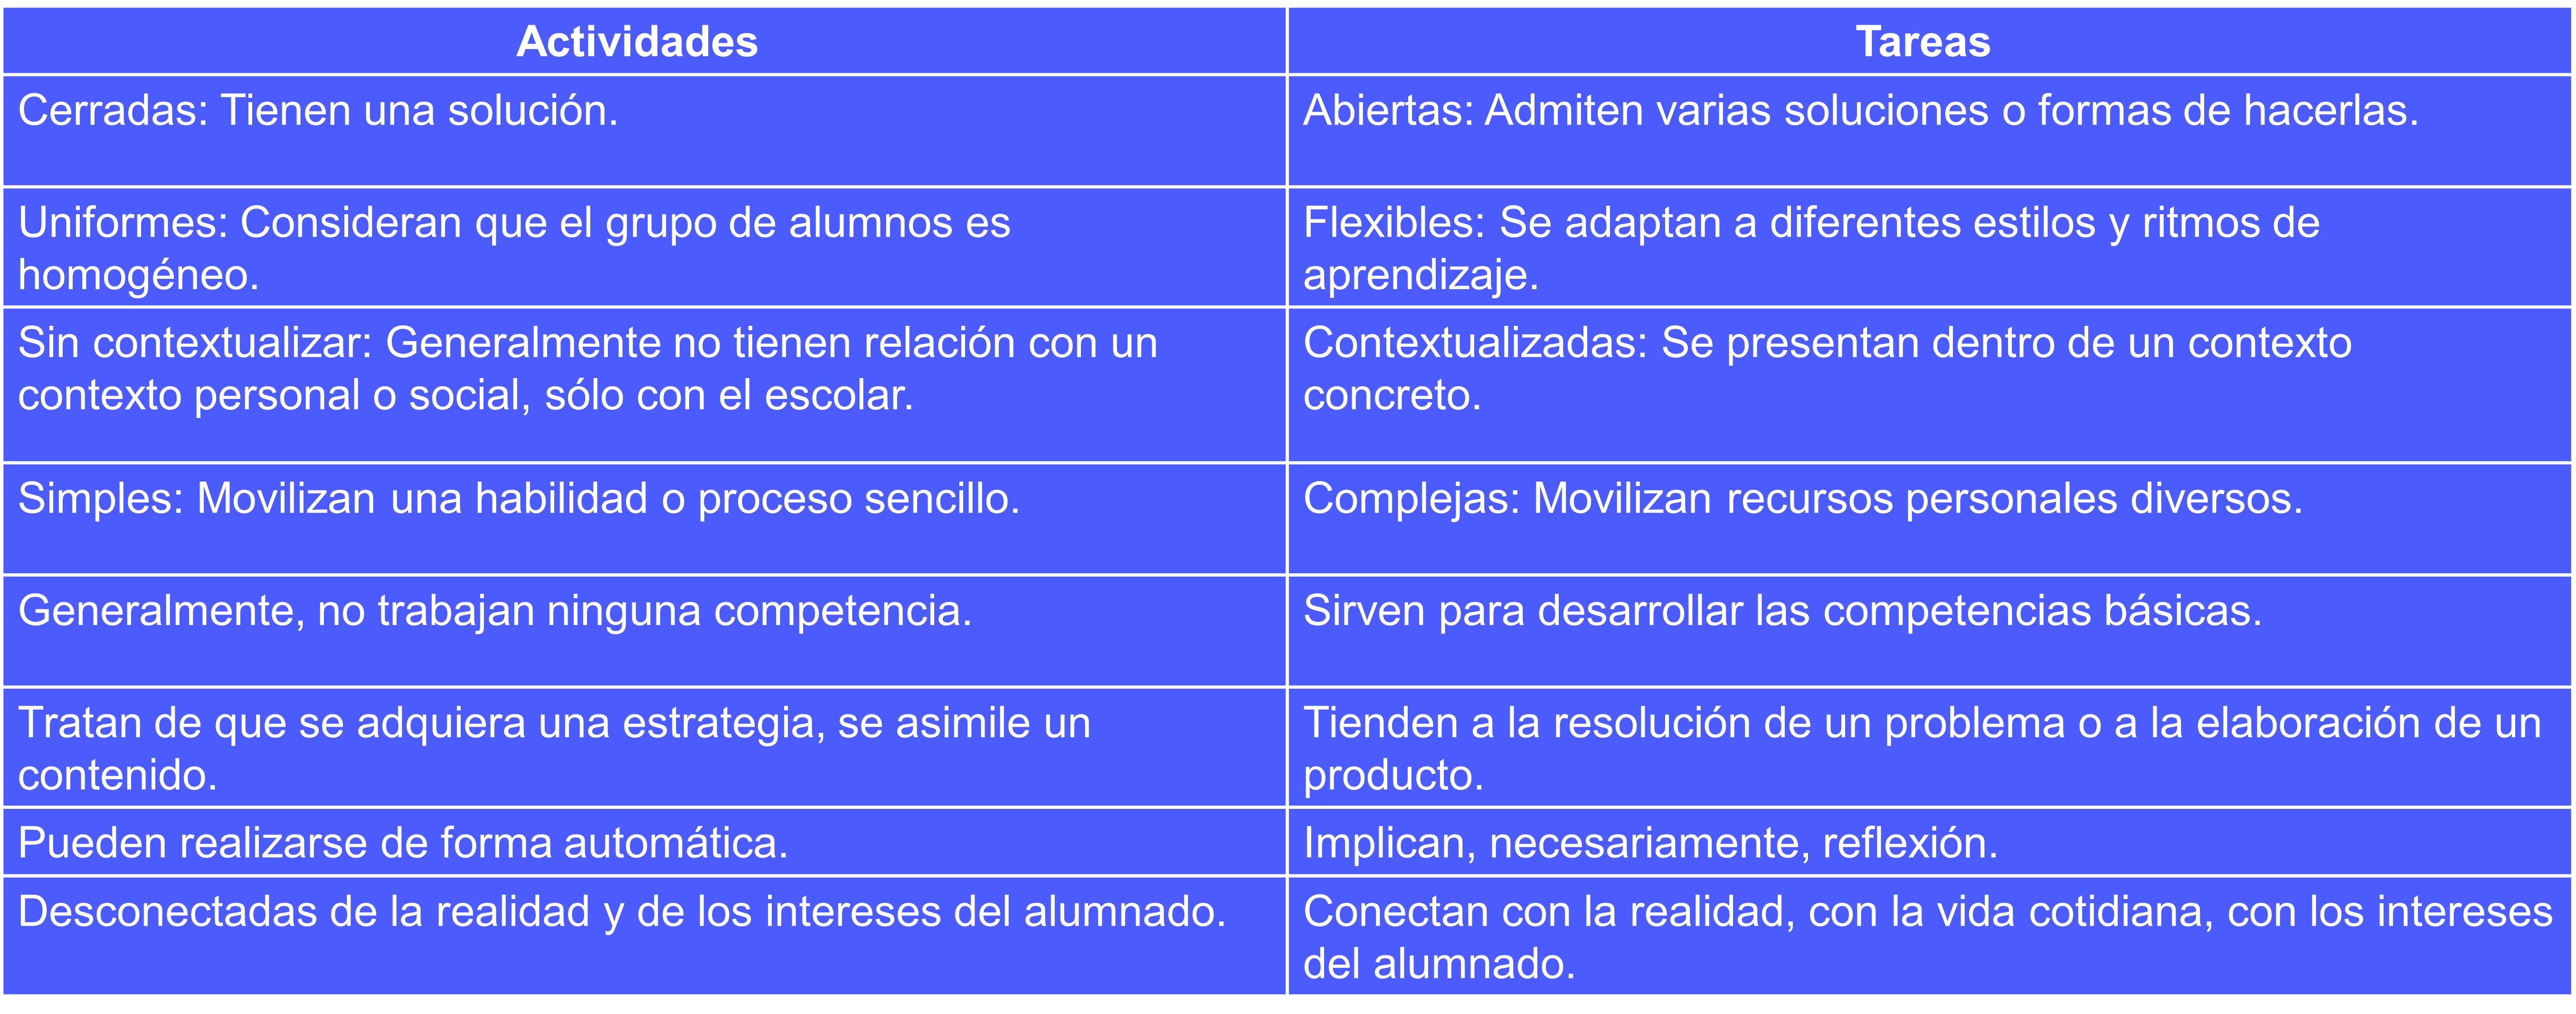 Actividades
Tareas
Cerradas: Tienen una solución.
Abiertas: Admiten varias soluciones o formas de hacerlas.
Uniformes: Consideran que el grupo de alumnos es
homogéneo.
Flexibles: Se adaptan a diferentes estilos y ritmos de
aprendizaje.
Sin contextualizar: Generalmente no tienen relación con un
contexto personal o social, sólo con el escolar.
Contextualizadas: Se presentan dentro de un contexto
concreto.
Simples: Movilizan una habilidad o proceso sencillo.
Complejas: Movilizan recursos personales diversos.
Generalmente, no trabajan ninguna competencia.
Sirven para desarrollar las competencias básicas.
Tratan de que se adquiera una estrategia, se asimile un
contenido.
Tienden a la resolución de un problema o a la elaboración de un
producto.
Pueden realizarse de forma automática.
Implican, necesariamente, reflexión.
Desconectadas de la realidad y de los intereses del alumnado.
Conectan con la realidad, con la vida cotidiana, con los intereses
del alumnado.